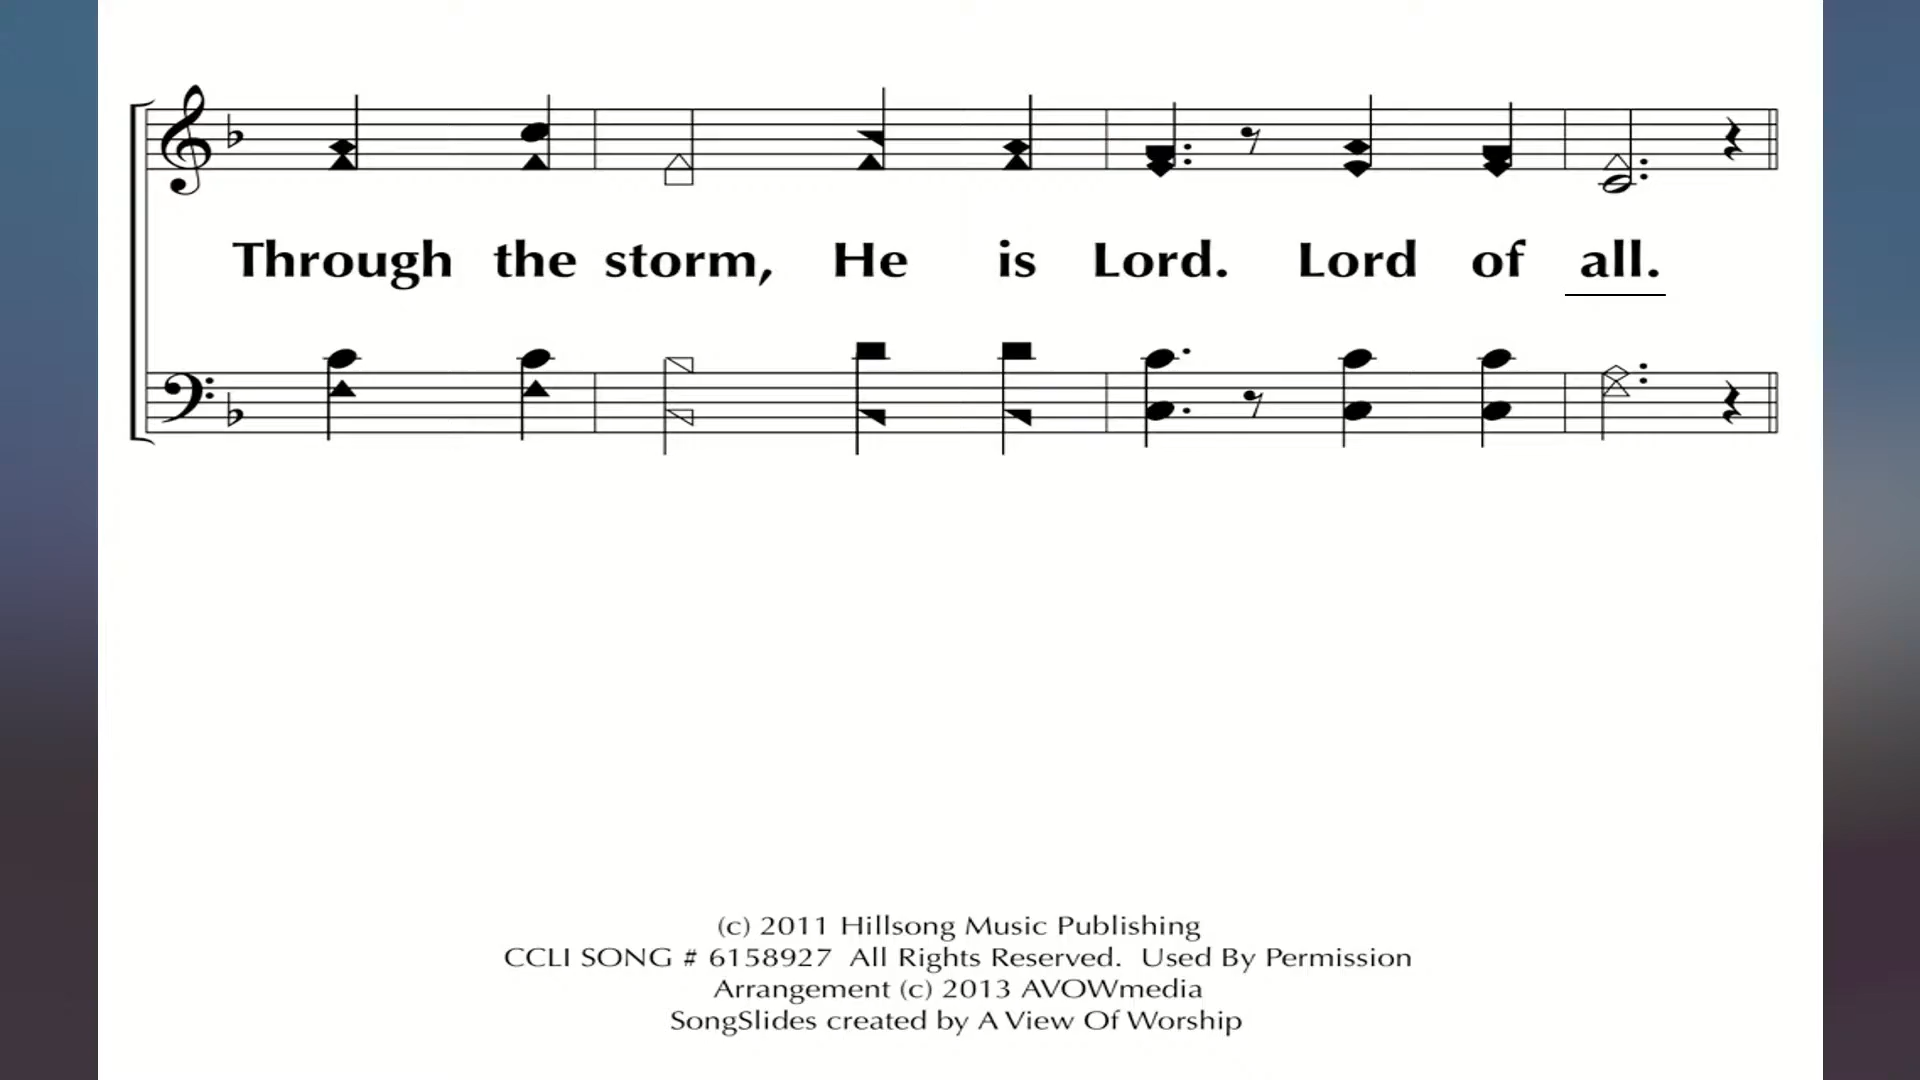 Through the storm, He is Lord. Lord of all.
(c) 2011 Hillsong Music Publishing
CCLI SONG # 6158927 All Rights Reserved. Used By Permission
Arrangement (c) 2013 AVOWmedia
SongSlides created by A View Of Worship